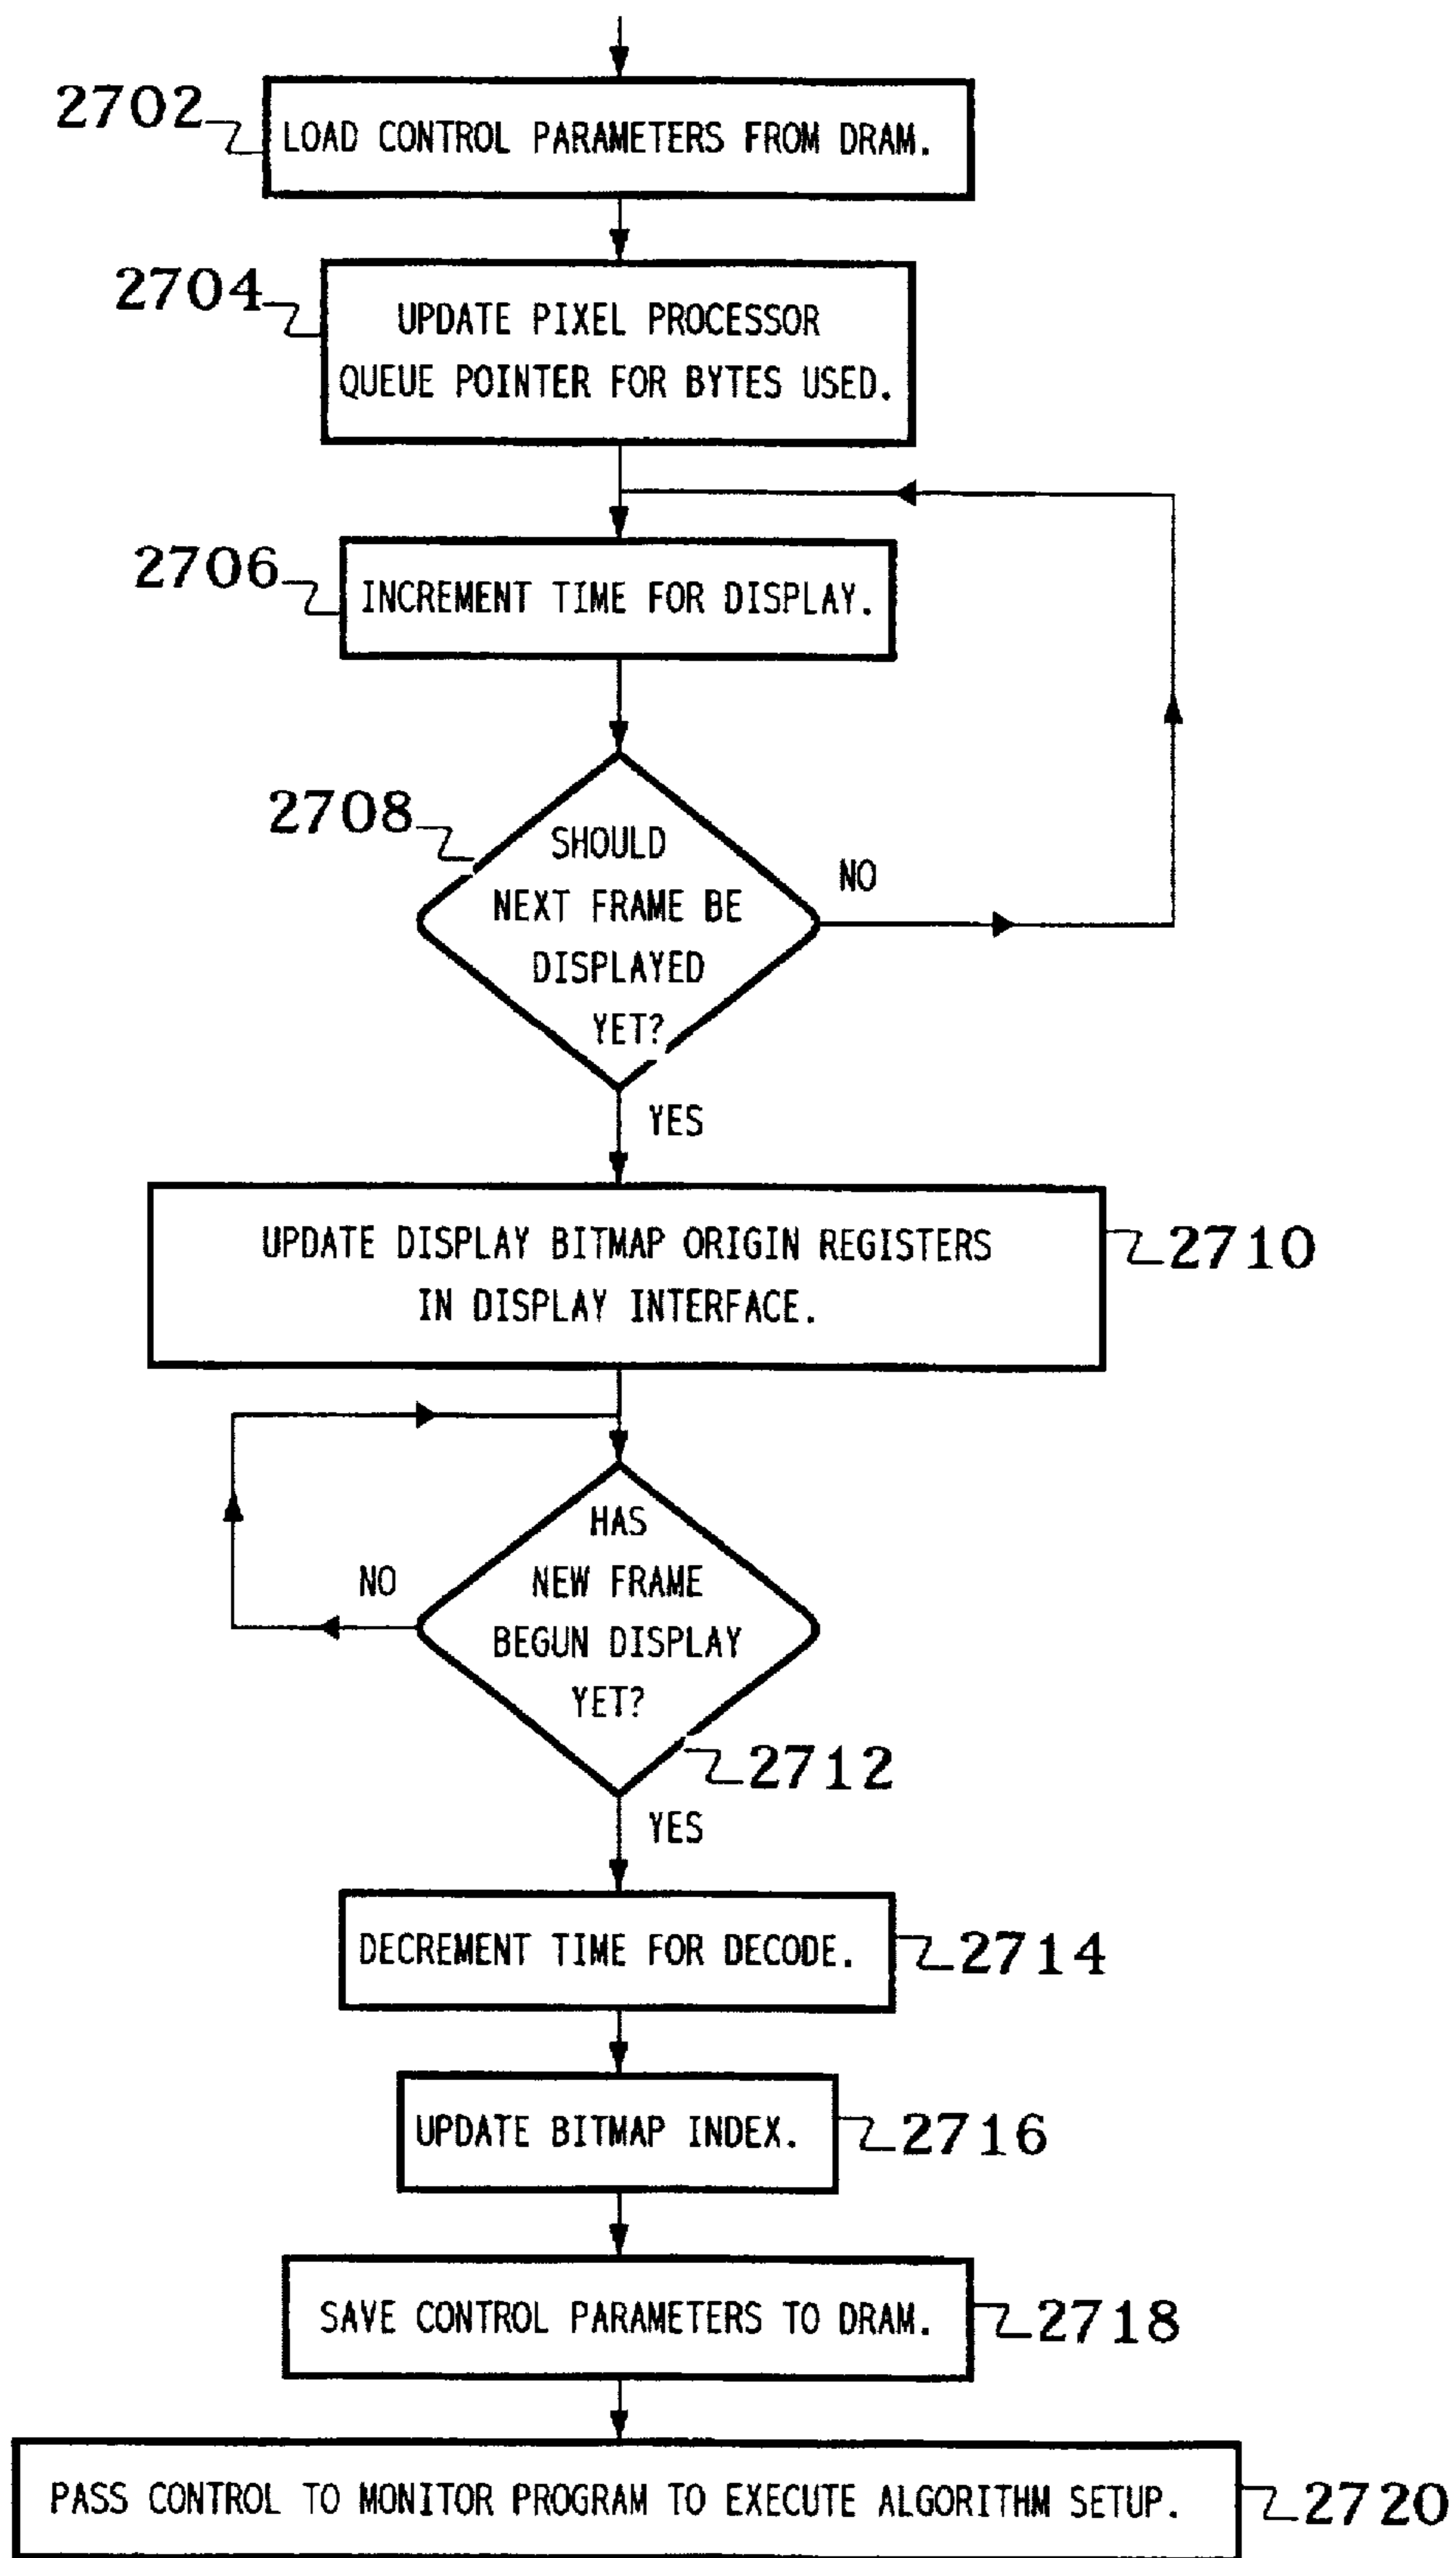 2702
LOAD CONTROL PARAMETERS FROM DRAM.
2704
UPDATE PIXEL PROCESSOR
QUEUE POINTER FOR BYTES USED.
2706
INCREMENT TIME FOR DISPLAY.
2708
SHOULD
NEXT FRAME BE
DISPLAYED
YET?
NO
YES
UPDATE DISPLAY BITMAP ORIGIN REGISTERS
IN DISPLAY INTERFACE.
2710
HAS
NEW FRAME
BEGUN DISPLAY
YET?
NO
2712
YES
DECREMENT TIME FOR DECODE.
2714
UPDATE BITMAP INDEX.
2716
SAVE CONTROL PARAMETERS TO DRAM.
2718
PASS CONTROL TO MONITOR PROGRAM TO EXECUTE ALGORITHM SETUP.
2720